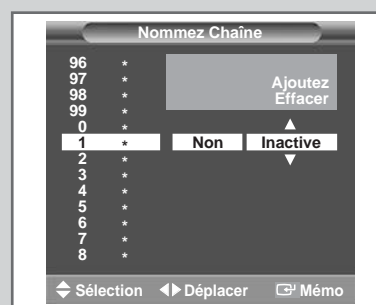 Nommez Chaîne
96 *
97 *
98 *
99 *
Ajoutez
Effacer
0 *
1 * Non Inactive
2 *
3 *
4 *
5 *
6 *
7 *
8 *
Sélection Déplacer Mémo